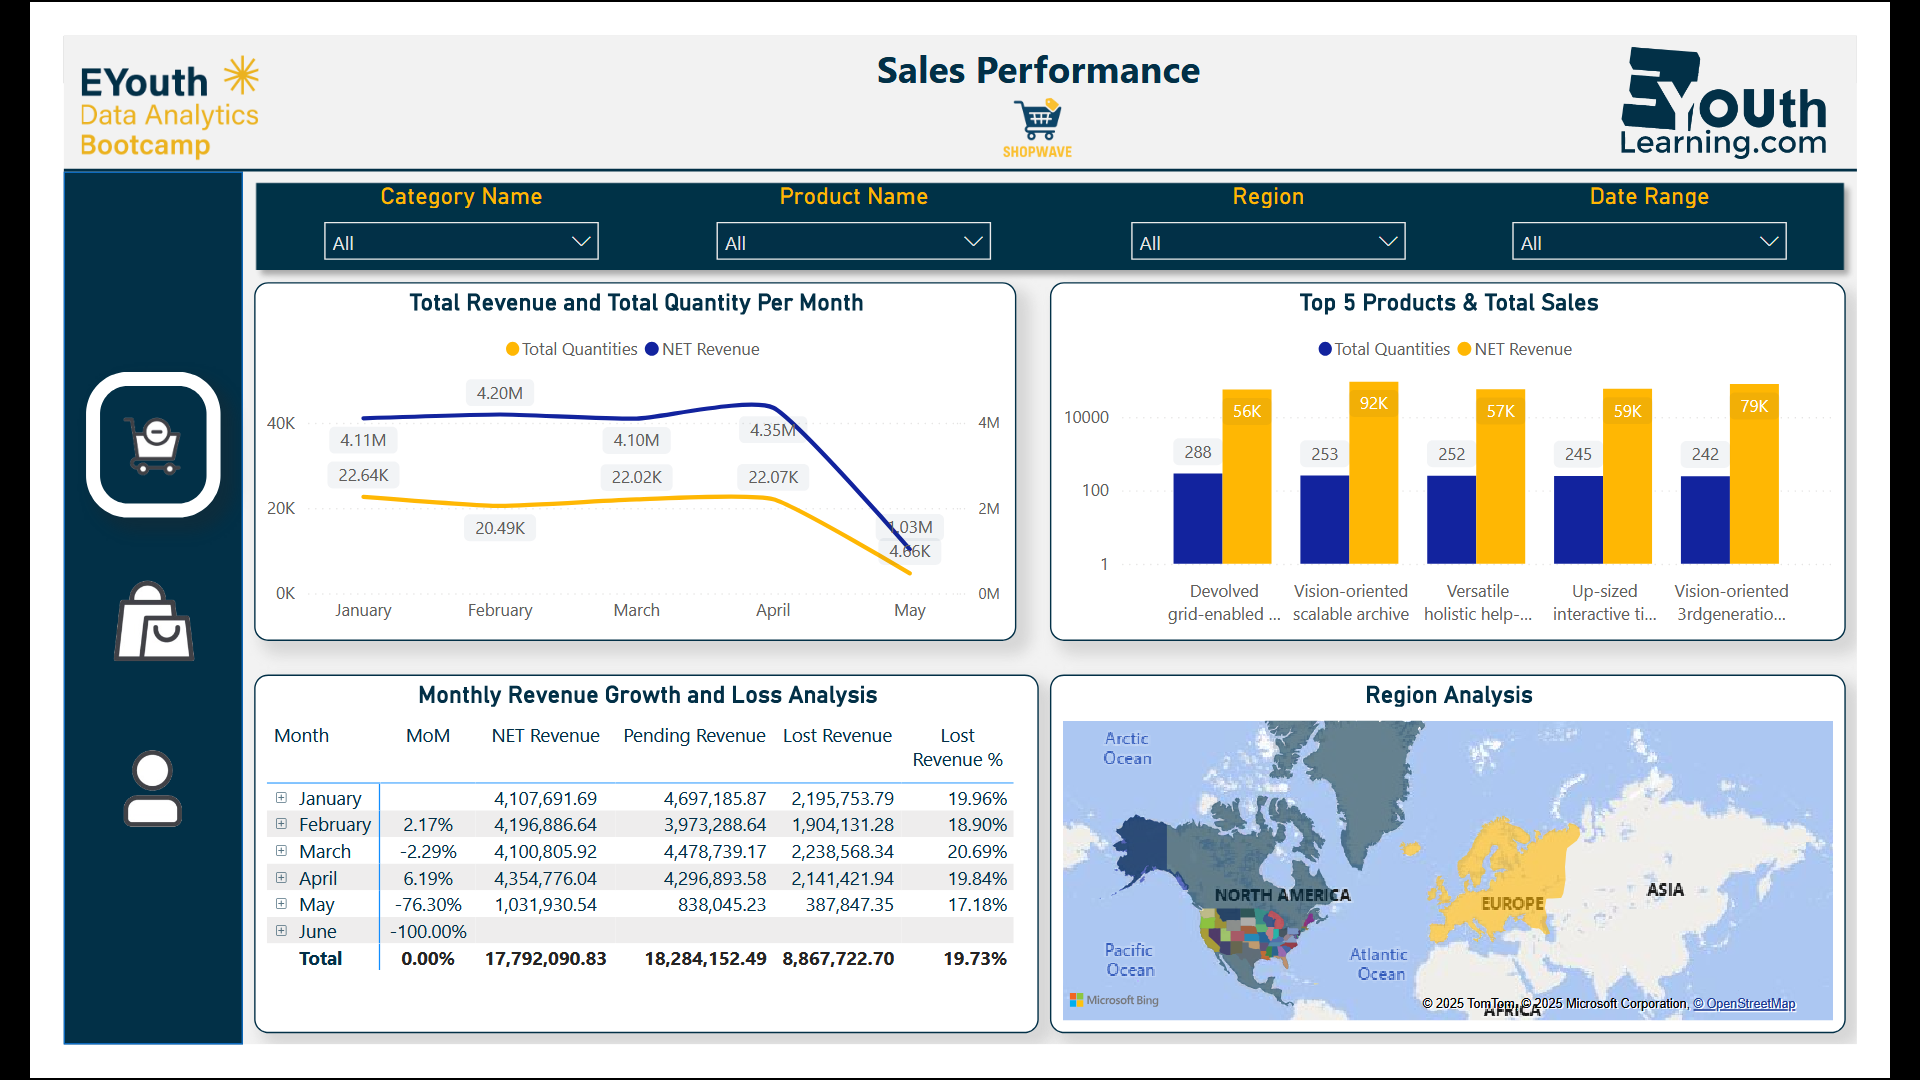 EYouth
Data Analytics
Bootcamp
Sales Performance
SHOPWAVE
EYouth
Learning.com
Category Name
Product Name
Region
Date Range
All
All
All
All
Total Revenue and Total Quantity Per Month
Total Quantities NET Revenue
40K
20K
0K
4M
2M
0M
4.11M
4.20M
4.10M
4.35M
1.03M
22.64K
20.49K
22.02K
22.07K
4.66K
January
February
March
April
May
Top 5 Products & Total Sales
Total Quantities NET Revenue
10000
100
1
288
56K
253
92K
252
57K
245
59K
242
79K
Devolved
grid-enabled ...
Vision-oriented
scalable archive
Versatile
holistic help-...
Up-sized
interactive ti...
Vision-oriented
3rdgeneratio...
Monthly Revenue Growth and Loss Analysis
Month MoM NET Revenue Pending Revenue Lost Revenue Lost
Revenue %
January 4,107,691.69 4,697,185.87 2,195,753.79 19.96%
February 2.17% 4,196,886.64 3,973,288.64 1,904,131.28 18.90%
March -2.29% 4,100,805.92 4,478,739.17 2,238,568.34 20.69%
April 6.19% 4,354,776.04 4,296,893.58 2,141,421.94 19.84%
May -76.30% 1,031,930.54 838,045.23 387,847.35 17.18%
June -100.00%
Total 0.00% 17,792,090.83 18,284,152.49 8,867,722.70 19.73%
Region Analysis
Arctic
Ocean
NORTH AMERICA
EUROPE
ASIA
Pacific
Ocean
Atlantic
Ocean
AFRICA
Microsoft Bing
© 2025 TomTom, © 2025 Microsoft Corporation, © OpenStreetMap